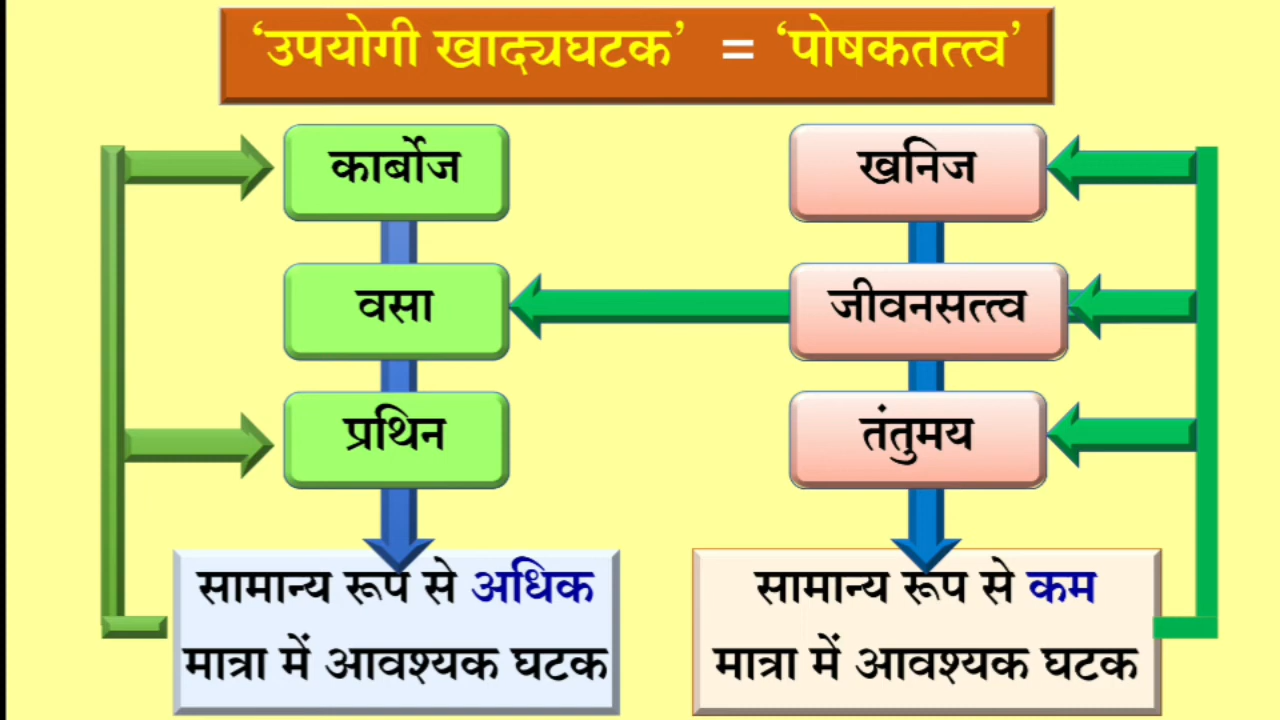 ‘उपयोगी खाद्यघटक’ = ‘पोषकतत्त्व’
कार्बोज
वसा
प्रथिन
सामान्य रूप से अधिक
मात्रा में आवश्यक घटक
खनिज
जीवनसत्त्व
तंतुमय
सामान्य रूप से कम
मात्रा में आवश्यक घटक